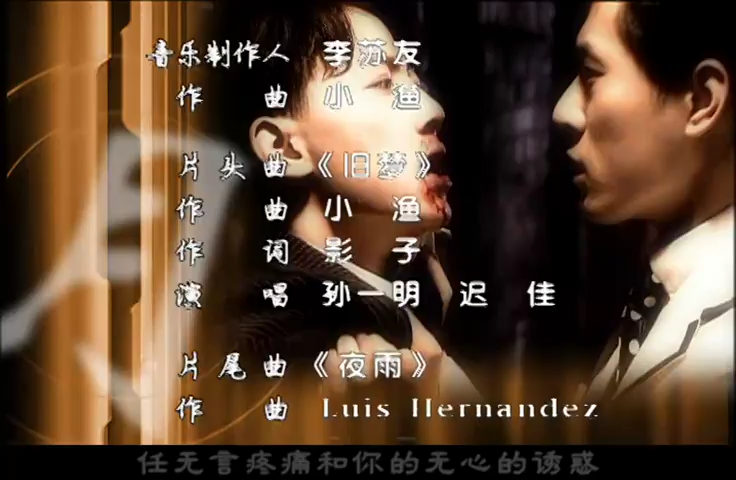 音乐制作人 李苏友
作曲 小渔
片头曲《旧梦》
作曲 小渔
作词 影子
演唱 孙一明 迟佳
片尾曲《夜雨》
作曲 Luis Hernandez
任无言疼痛和你的无心的诱惑